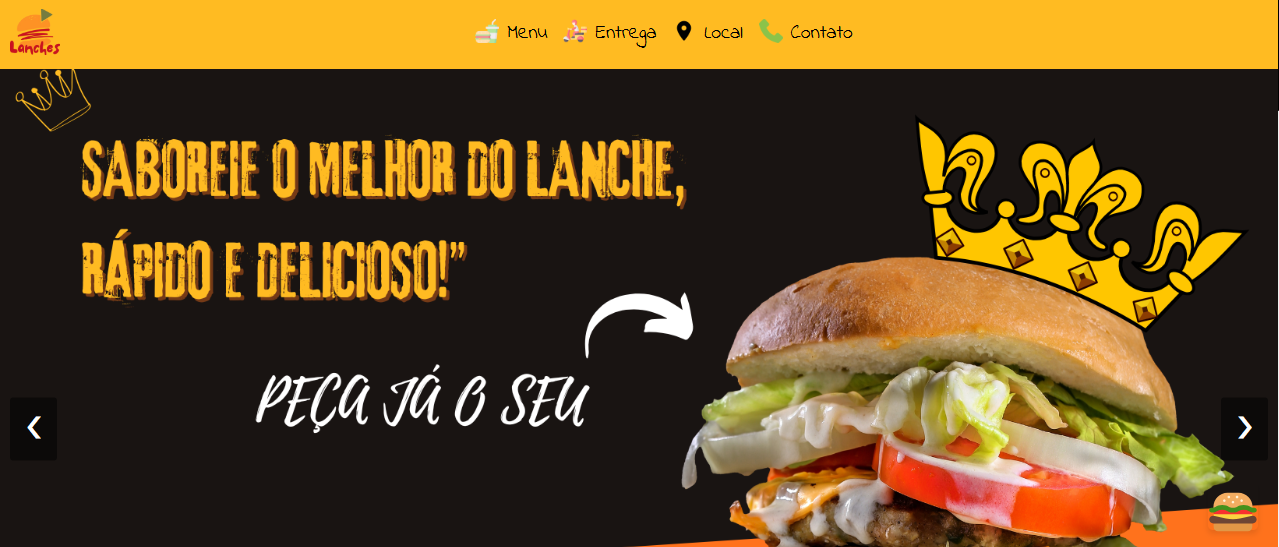 Lanches
Menu
Entrega
Local
Contato
SABOREIE O MELHOR DO LANCHE,
RÁPIDO E DELICIOSO!”
PEÇA JÁ O SEU